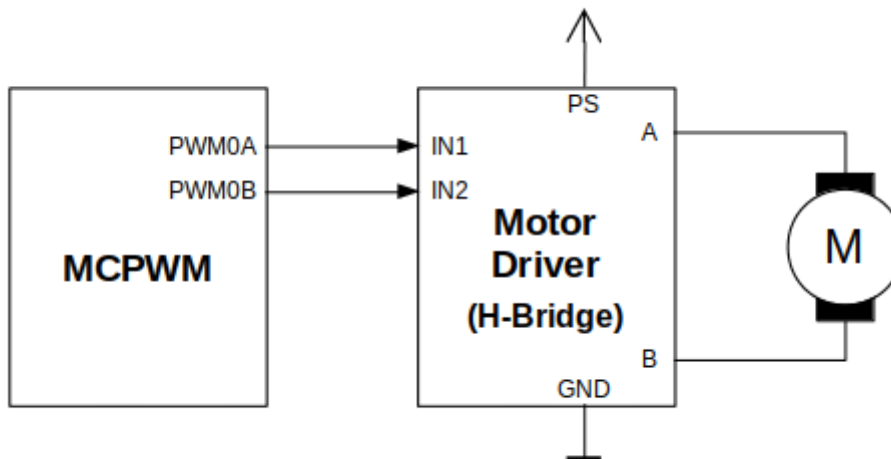 PS
A
PWM0A
IN1
PWM0B
IN2
Motor
Driver
(H-Bridge)
MCPWM
M
B
GND